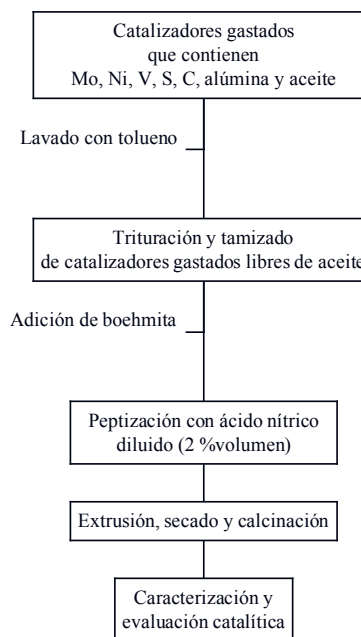 Catalizadores gastados
que contienen
Mo, Ni, V, S, C, alúmina y aceite
Lavado con tolueno
Trituración y tamizado
de catalizadores gastados libres de aceite
Adición de boehmita
Peptización con ácido nítrico
diluido (2 %volumen)
Extrusión, secado y calcinación
Caracterización y
evaluación catalítica